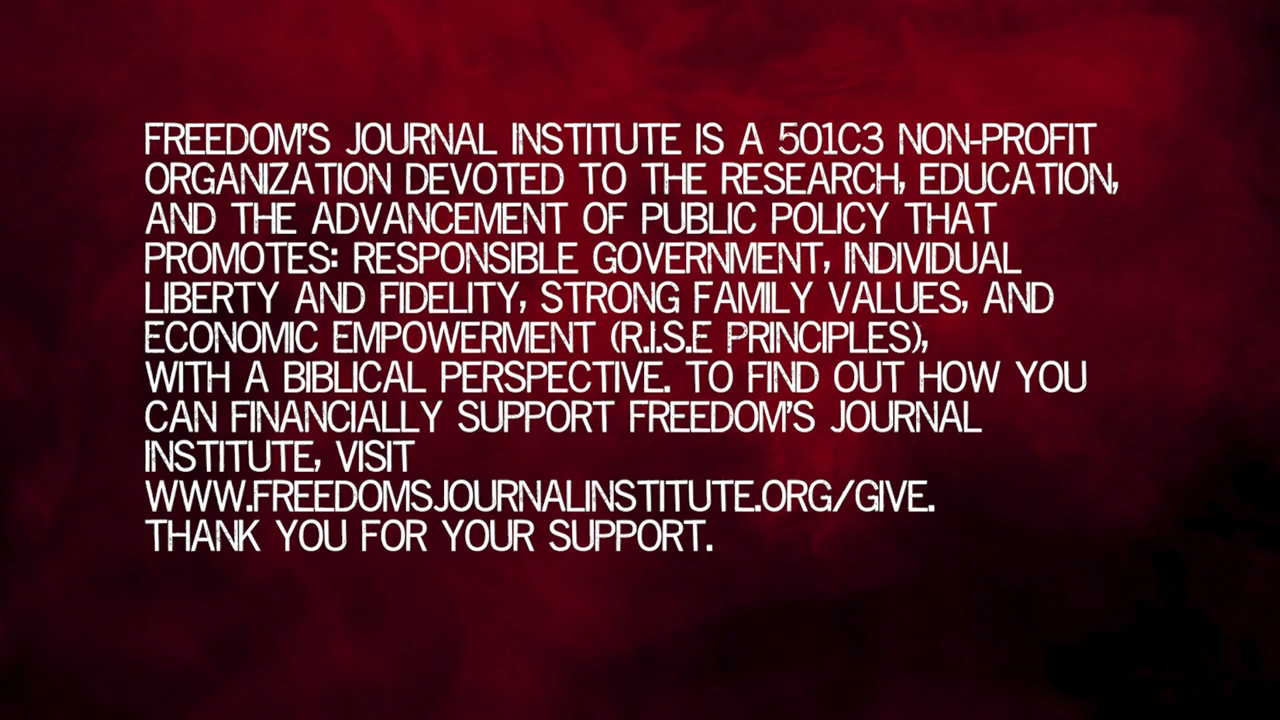 FREEDOM'S JOURNAL INSTITUTE IS A 501C3 NON-PROFIT
ORGANIZATION DEVOTED TO THE RESEARCH, EDUCATION,
AND THE ADVANCEMENT OF PUBLIC POLICY THAT
PROMOTES: RESPONSIBLE GOVERNMENT, INDIVIDUAL
LIBERTY AND FIDELITY, STRONG FAMILY VALUES, AND
ECONOMIC EMPOWERMENT (R.I.S.E PRINCIPLES),
WITH A BIBLICAL PERSPECTIVE. TO FIND OUT HOW YOU
CAN FINANCIALLY SUPPORT FREEDOM'S JOURNAL
INSTITUTE, VISIT
WWW.FREEDOMSJOURNALINSTITUTE.ORG/GIVE.
THANK YOU FOR YOUR SUPPORT.